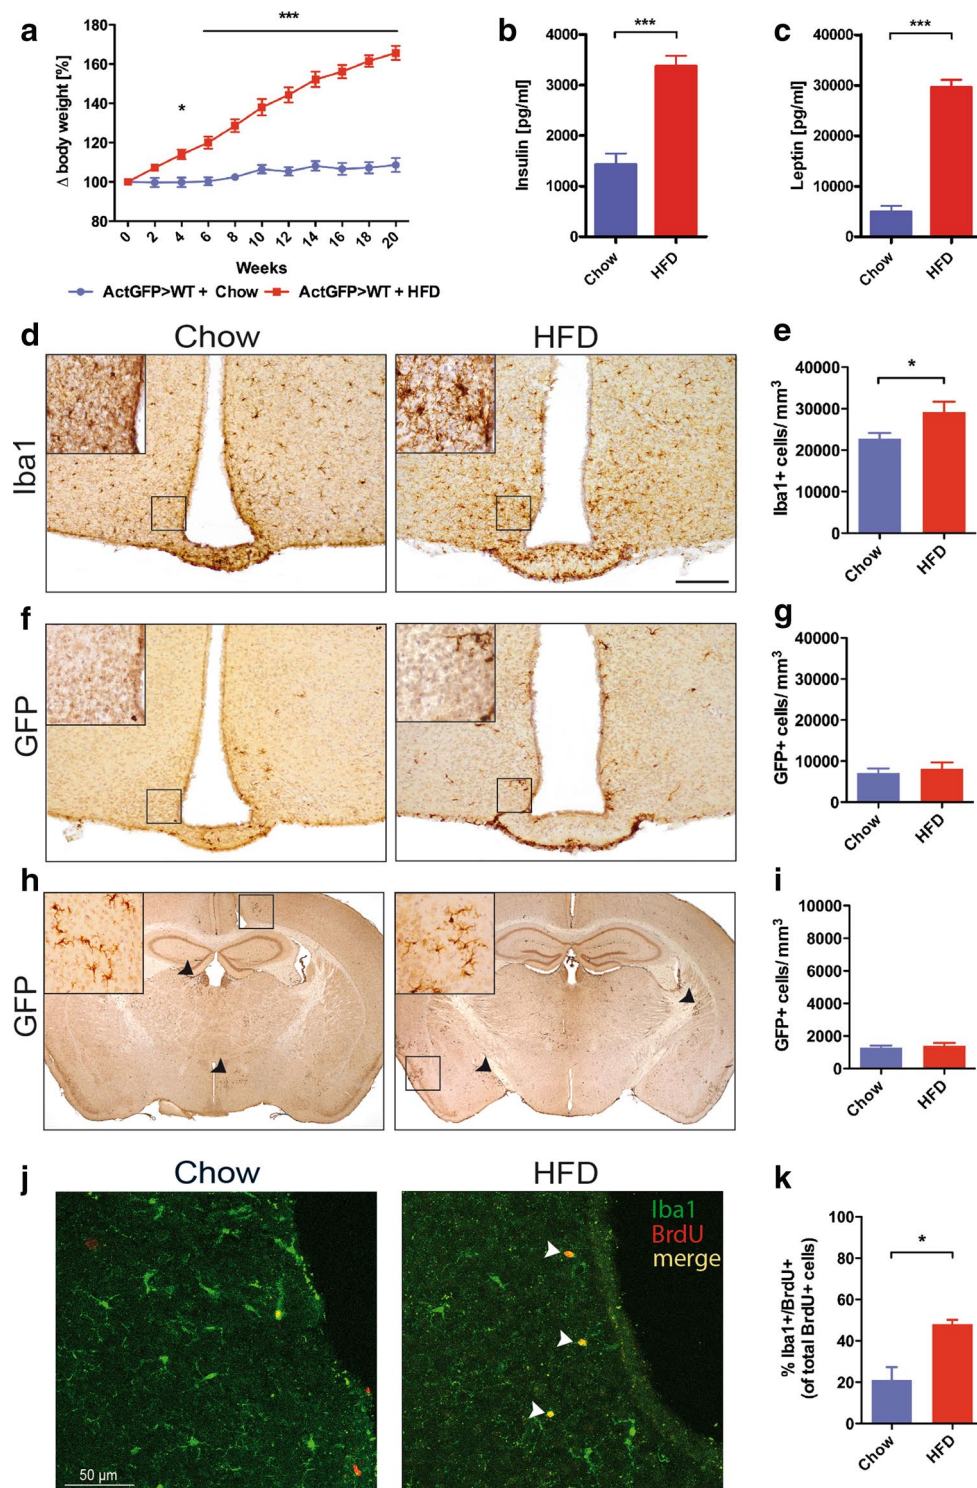 a
***
*
Δ body weight [%]
160
140
120
100
80
0 2 4 6 8 10 12 14 16 18 20
Weeks
ActGFP>WT + Chow ActGFP>WT + HFD
b
***
Insulin [pg/ml]
4000
3000
2000
1000
0
Chow HFD
c
***
Leptin [pg/ml]
40000
30000
20000
10000
0
Chow HFD
d
Chow HFD
Iba1
e
*
Iba1+ cells/ mm³
40000
30000
20000
10000
0
Chow HFD
f
GFP
g
GFP+ cells/ mm³
40000
30000
20000
10000
0
Chow HFD
h
GFP
i
GFP+ cells/ mm³
10000
8000
6000
4000
2000
0
Chow HFD
j
Chow HFD
Iba1
BrdU
merge
50 µm
k
*
% Iba1+/BrdU+
(of total BrdU+ cells)
100
80
60
40
20
0
Chow HFD